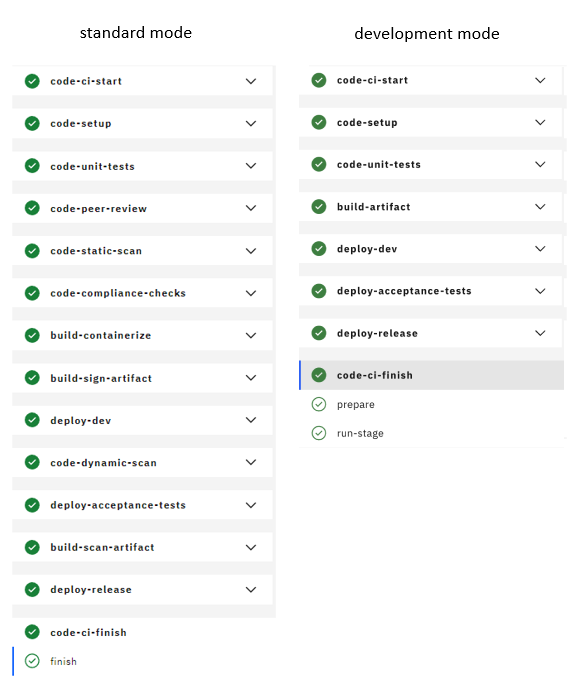 standard mode
code-ci-start
code-setup
code-unit-tests
code-peer-review
code-static-scan
code-compliance-checks
build-containerize
build-sign-artifact
deploy-dev
code-dynamic-scan
deploy-acceptance-tests
build-scan-artifact
deploy-release
code-ci-finish
finish
development mode
code-ci-start
code-setup
code-unit-tests
build-artifact
deploy-dev
deploy-acceptance-tests
deploy-release
code-ci-finish
prepare
run-stage